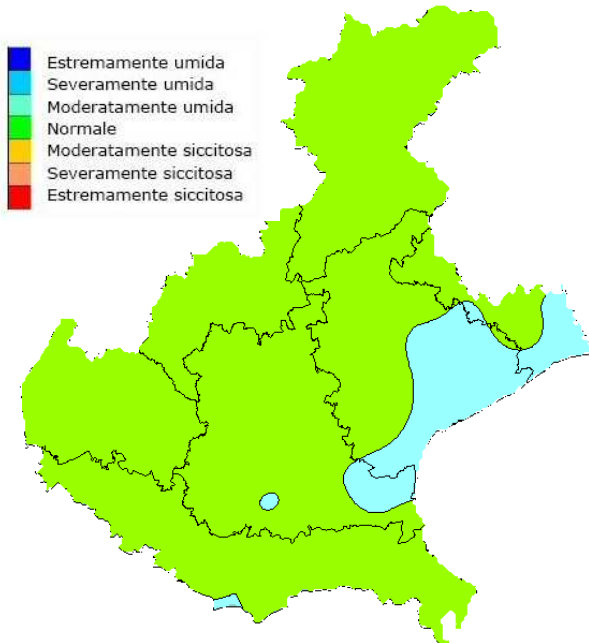 Estremamente umida
Severamente umida
Moderatamente umida
Normale
Moderatamente siccitosa
Severamente siccitosa
Estremamente siccitosa